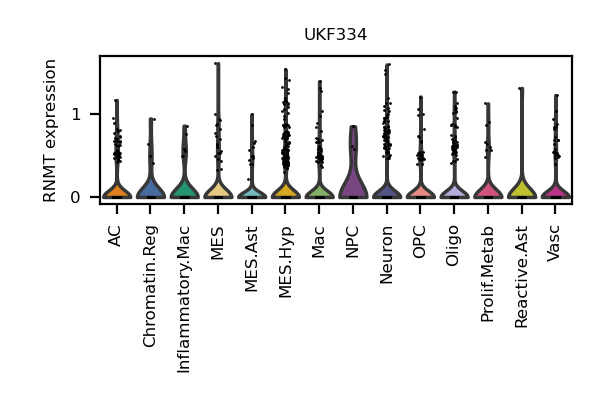 UKF334
RNMT expression
1
0
AC
Chromatin.Reg
Inflammatory.Mac
MES
MES.Ast
MES.Hyp
Mac
NPC
Neuron
OPC
Oligo
Prolif.Metab
Reactive.Ast
Vasc